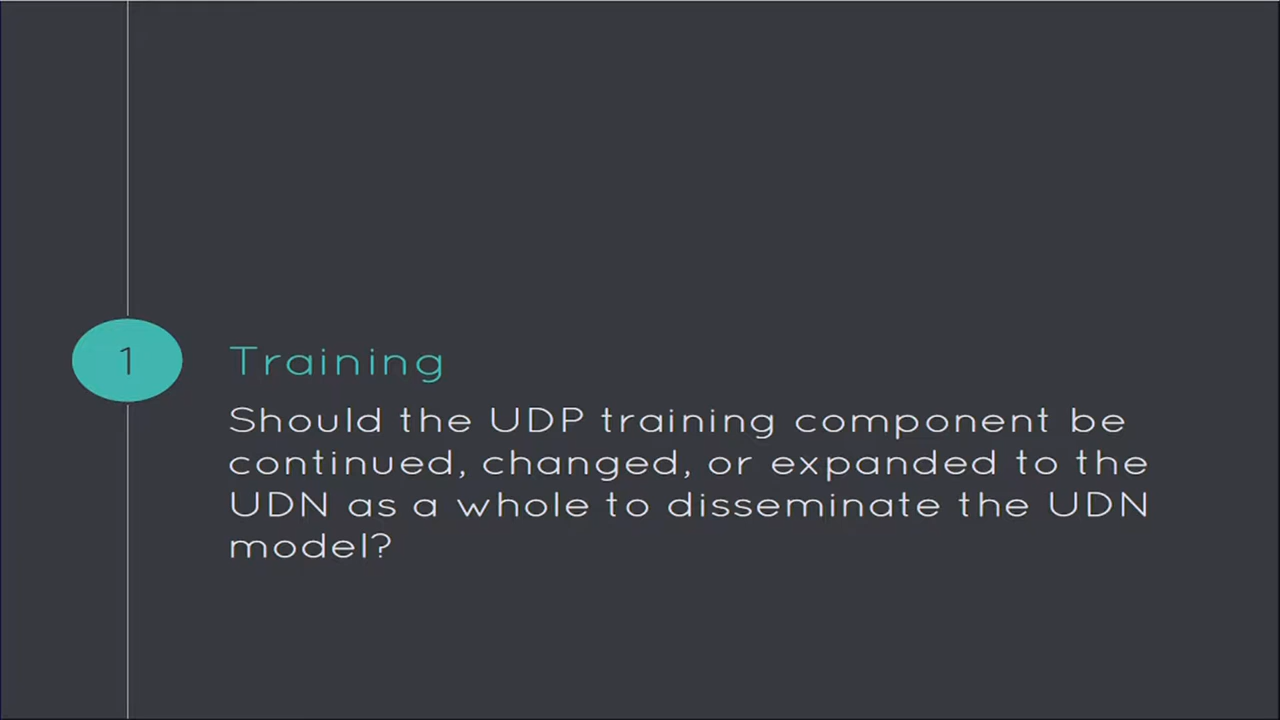 1
Training
Should the UDP training component be
continued, changed, or expanded to the
UDN as a whole to disseminate the UDN
model?